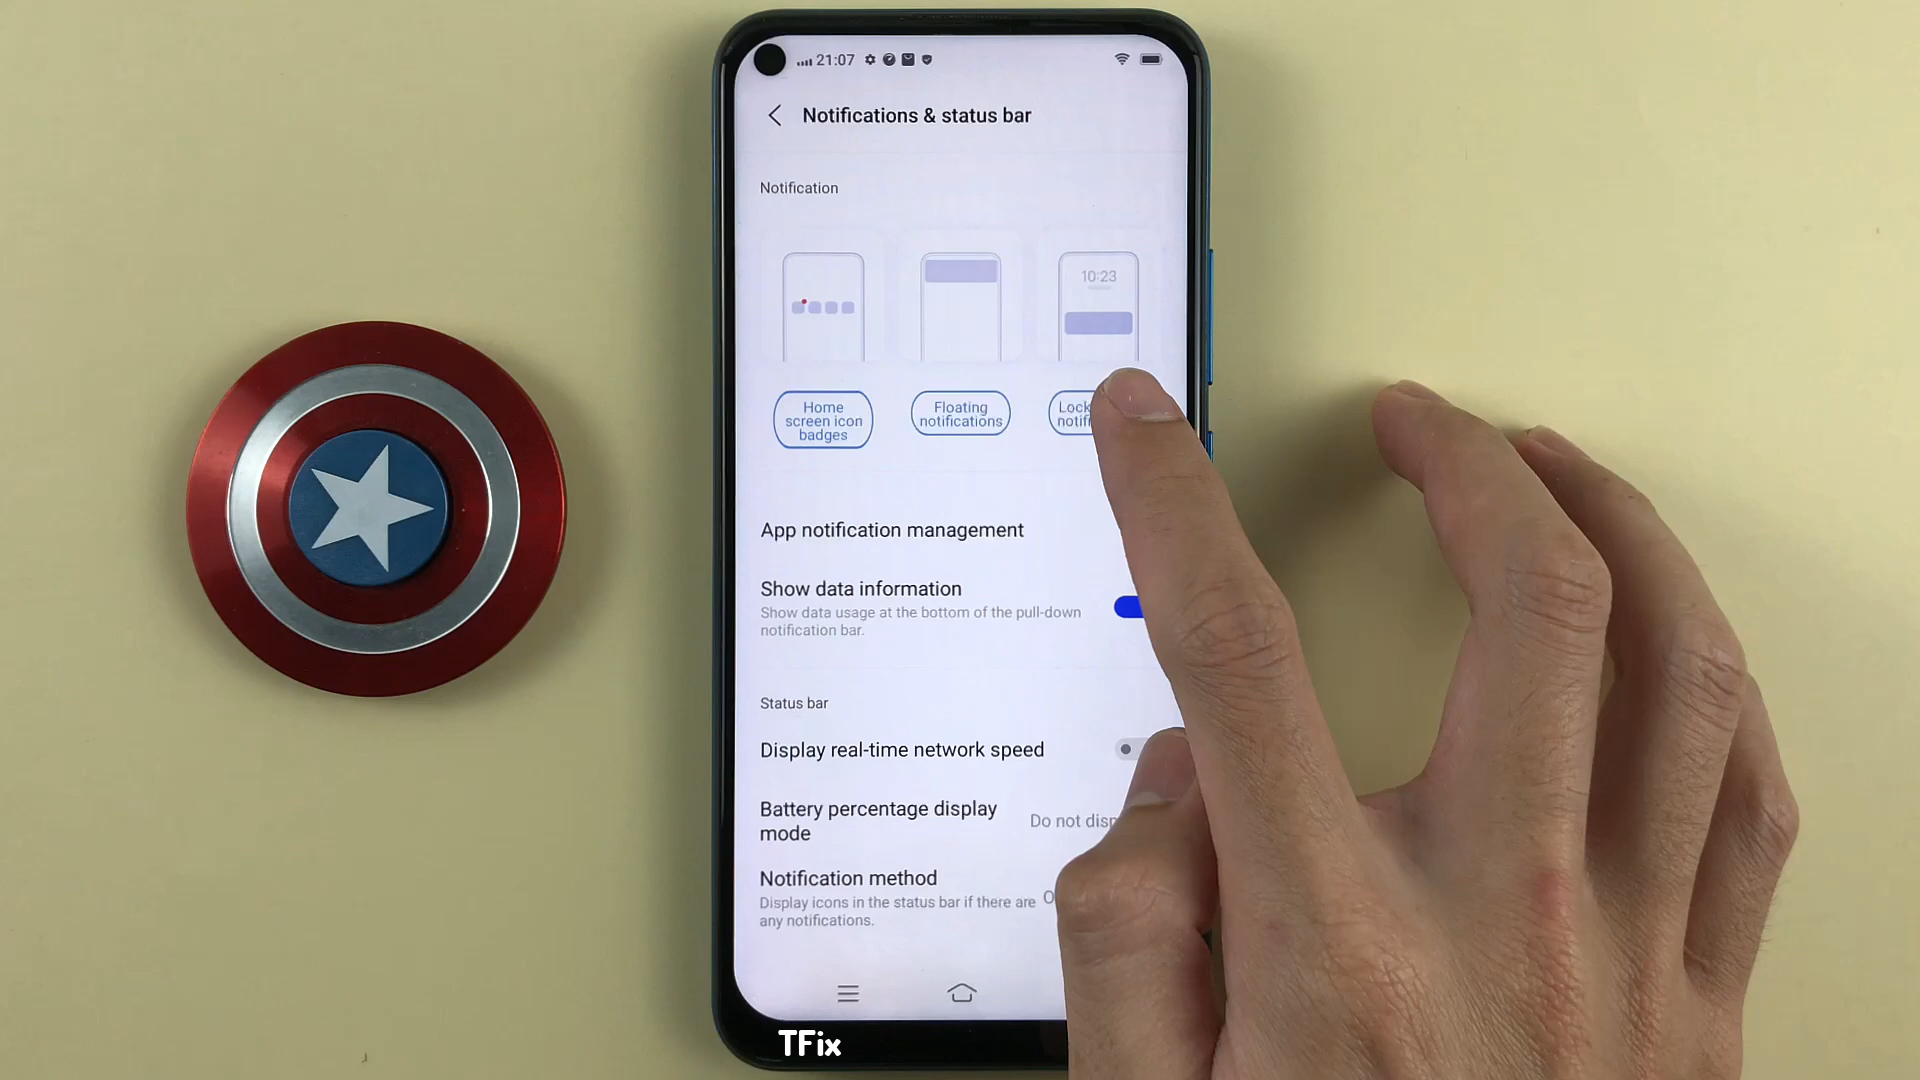 21:07
Notifications & status bar
Notification
10:23
Home
screen icon
badges
Floating
notifications
Lock
App notification management
Show data information
Show data usage at the bottom of the pull-down
notification bar.
Status bar
Display real-time network speed
Battery percentage display
mode
Do not
Notification method
Display icons in the status bar if there are
any notifications.
TFix